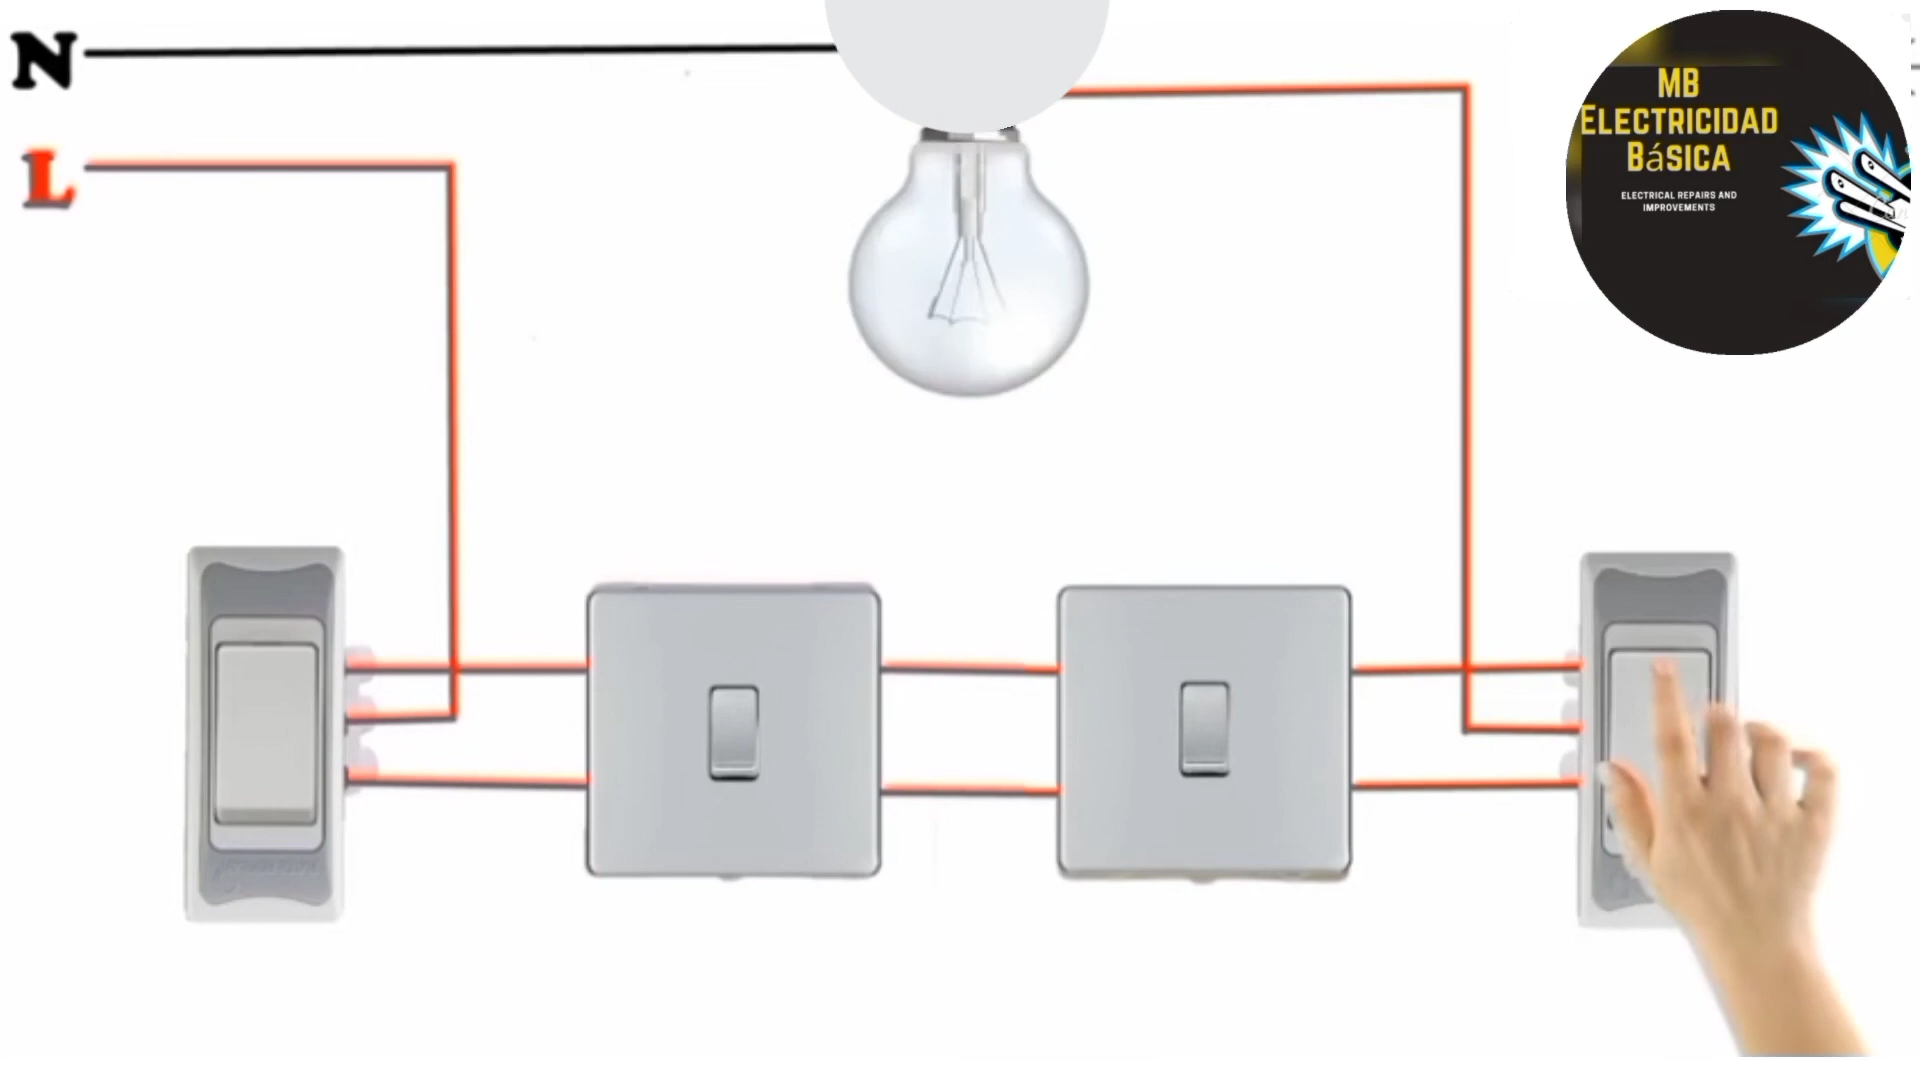 N
L
MB
ELECTRICIDAD
BáSICA
ELECTRICAL REPAIRS AND
IMPROVEMENTS